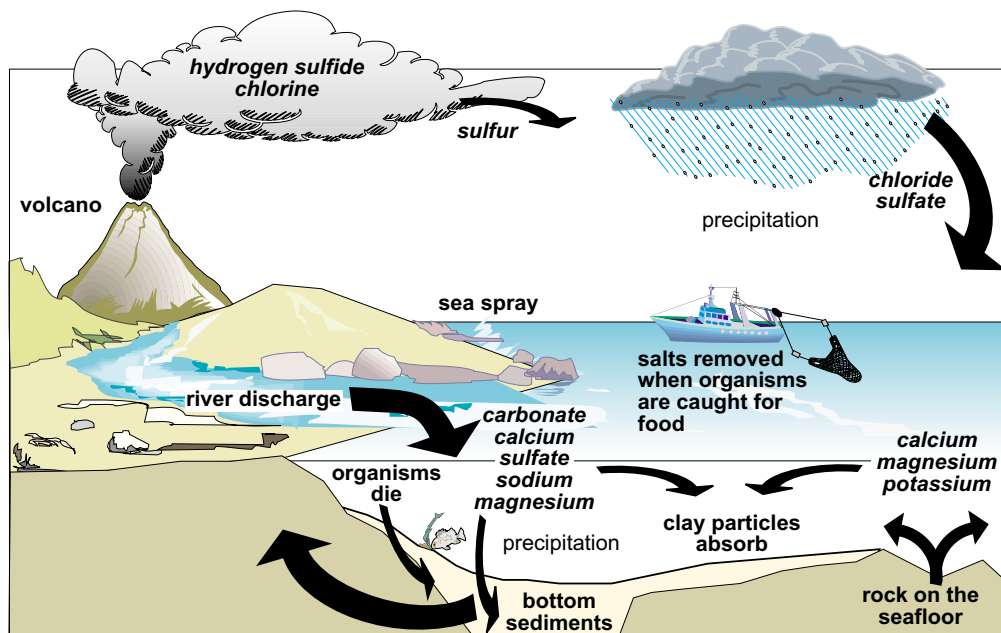 hydrogen sulfide
chlorine
sulfur
volcano
chloride
sulfate
precipitation
sea spray
salts removed
when organisms
are caught for
food
river discharge
carbonate
calcium
sulfate
sodium
magnesium
calcium
magnesium
potassium
organisms
die
clay particles
absorb
precipitation
bottom
sediments
rock on the
seafloor